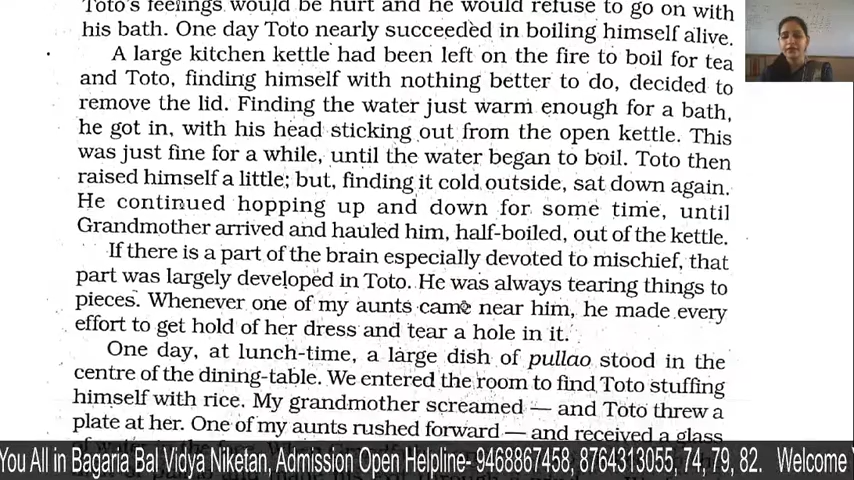 Toto's feelings would be hurt and he would refuse to go on with
his bath. One day Toto nearly succeeded in boiling himself alive.
A large kitchen kettle had been left on the fire to boil for tea
and Toto, finding himself with nothing better to do, decided to
remove the lid. Finding the water just warm enough for a bath,
he got in, with his head sticking out from the open kettle. This
was just fine for a while, until the water began to boil. Toto then
raised himself a little; but, finding it cold outside, sat down again.
He continued hopping up and down for some time, until
Grandmother arrived and hauled him, half-boiled, out of the kettle.
If there is a part of the brain especially devoted to mischief, that
part was largely developed in Toto. He was always tearing things to
pieces. Whenever one of my aunts came near him, he made every
effort to get hold of her dress and tear a hole in it.
One day, at lunch-time, a large dish of pullao stood in the
centre of the dining-table. We entered the room to find Toto stuffing
himself with rice. My grandmother screamed — and Toto threw a
plate at her. One of my aunts rushed forward — and received a glass
You All in Bagaria Bal Vidya Niketan, Admission Open Helpline- 9468867458, 8764313055, 74, 79, 82. Welcome